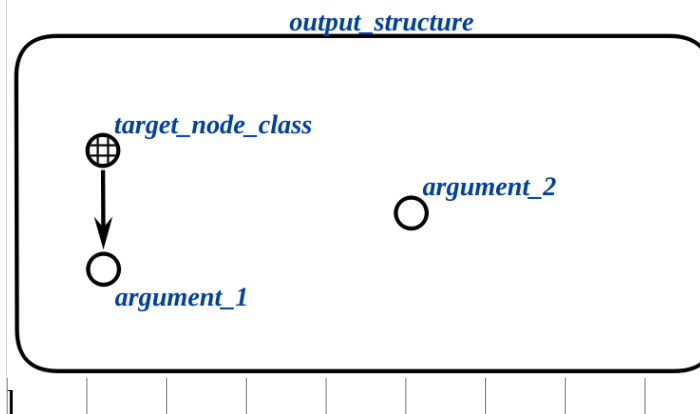 output_structure
target_node_class
argument_2
argument_1